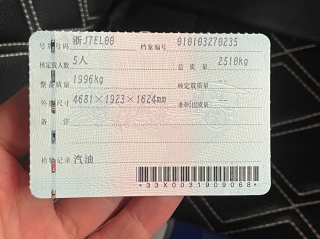 号牌号码 浙J7EL00 档案编号 010103270235
核定载人数 5人 总质量 2510kg
整备质量 1996kg 核定载质量 --
外廓尺寸 4681×1923×1624mm 准牵引总质量 --
备注
检验记录 汽油
+33X0031909068+